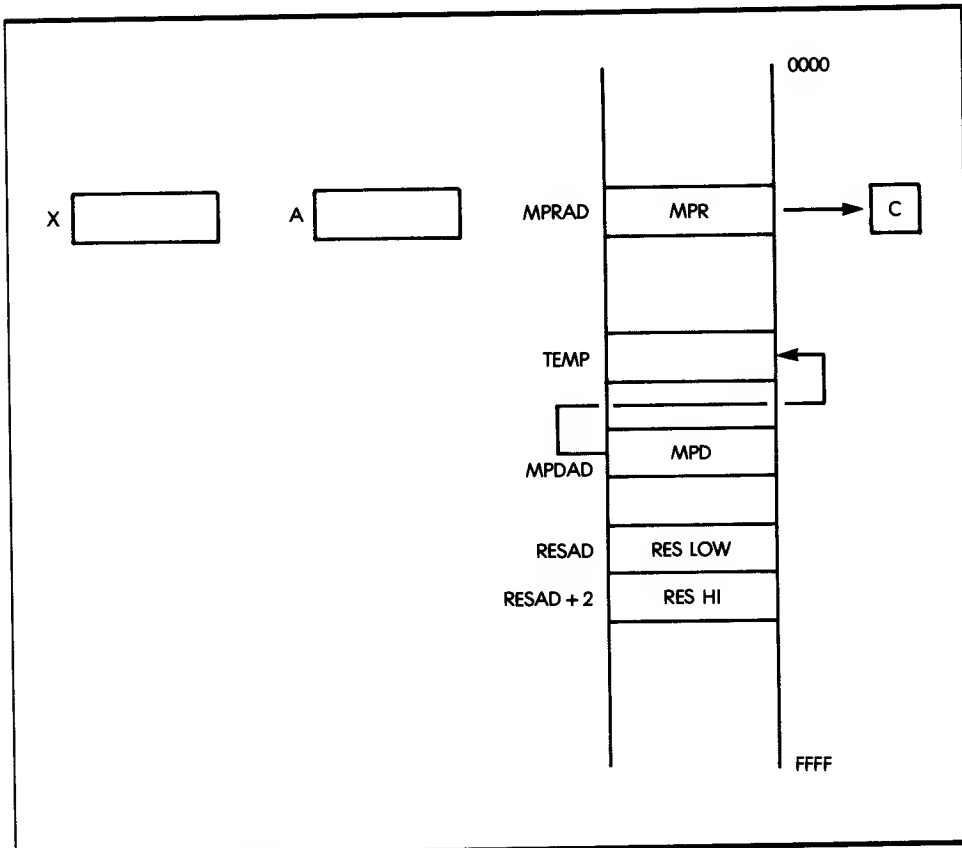 0000
X
A
MPRAD
MPR
C
TEMP
MPD
MPDAD
RESAD
RES LOW
RESAD + 2
RES HI
FFFF